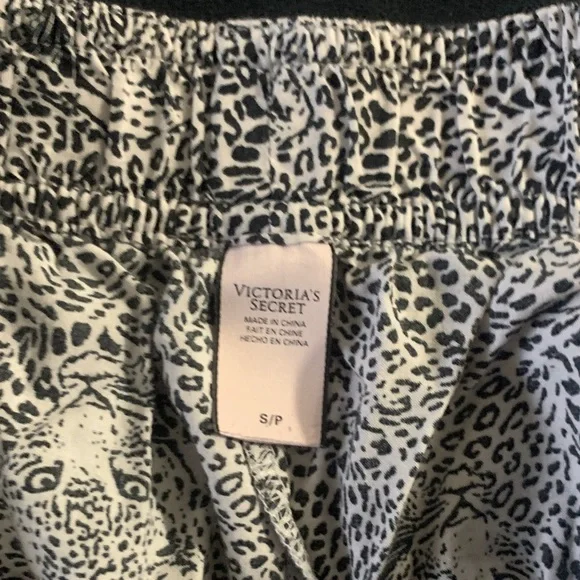 VICTORIA'S
SECRET
MADE IN CHINA
FAIT EN CHINE
HECHO EN CHINA
S/P